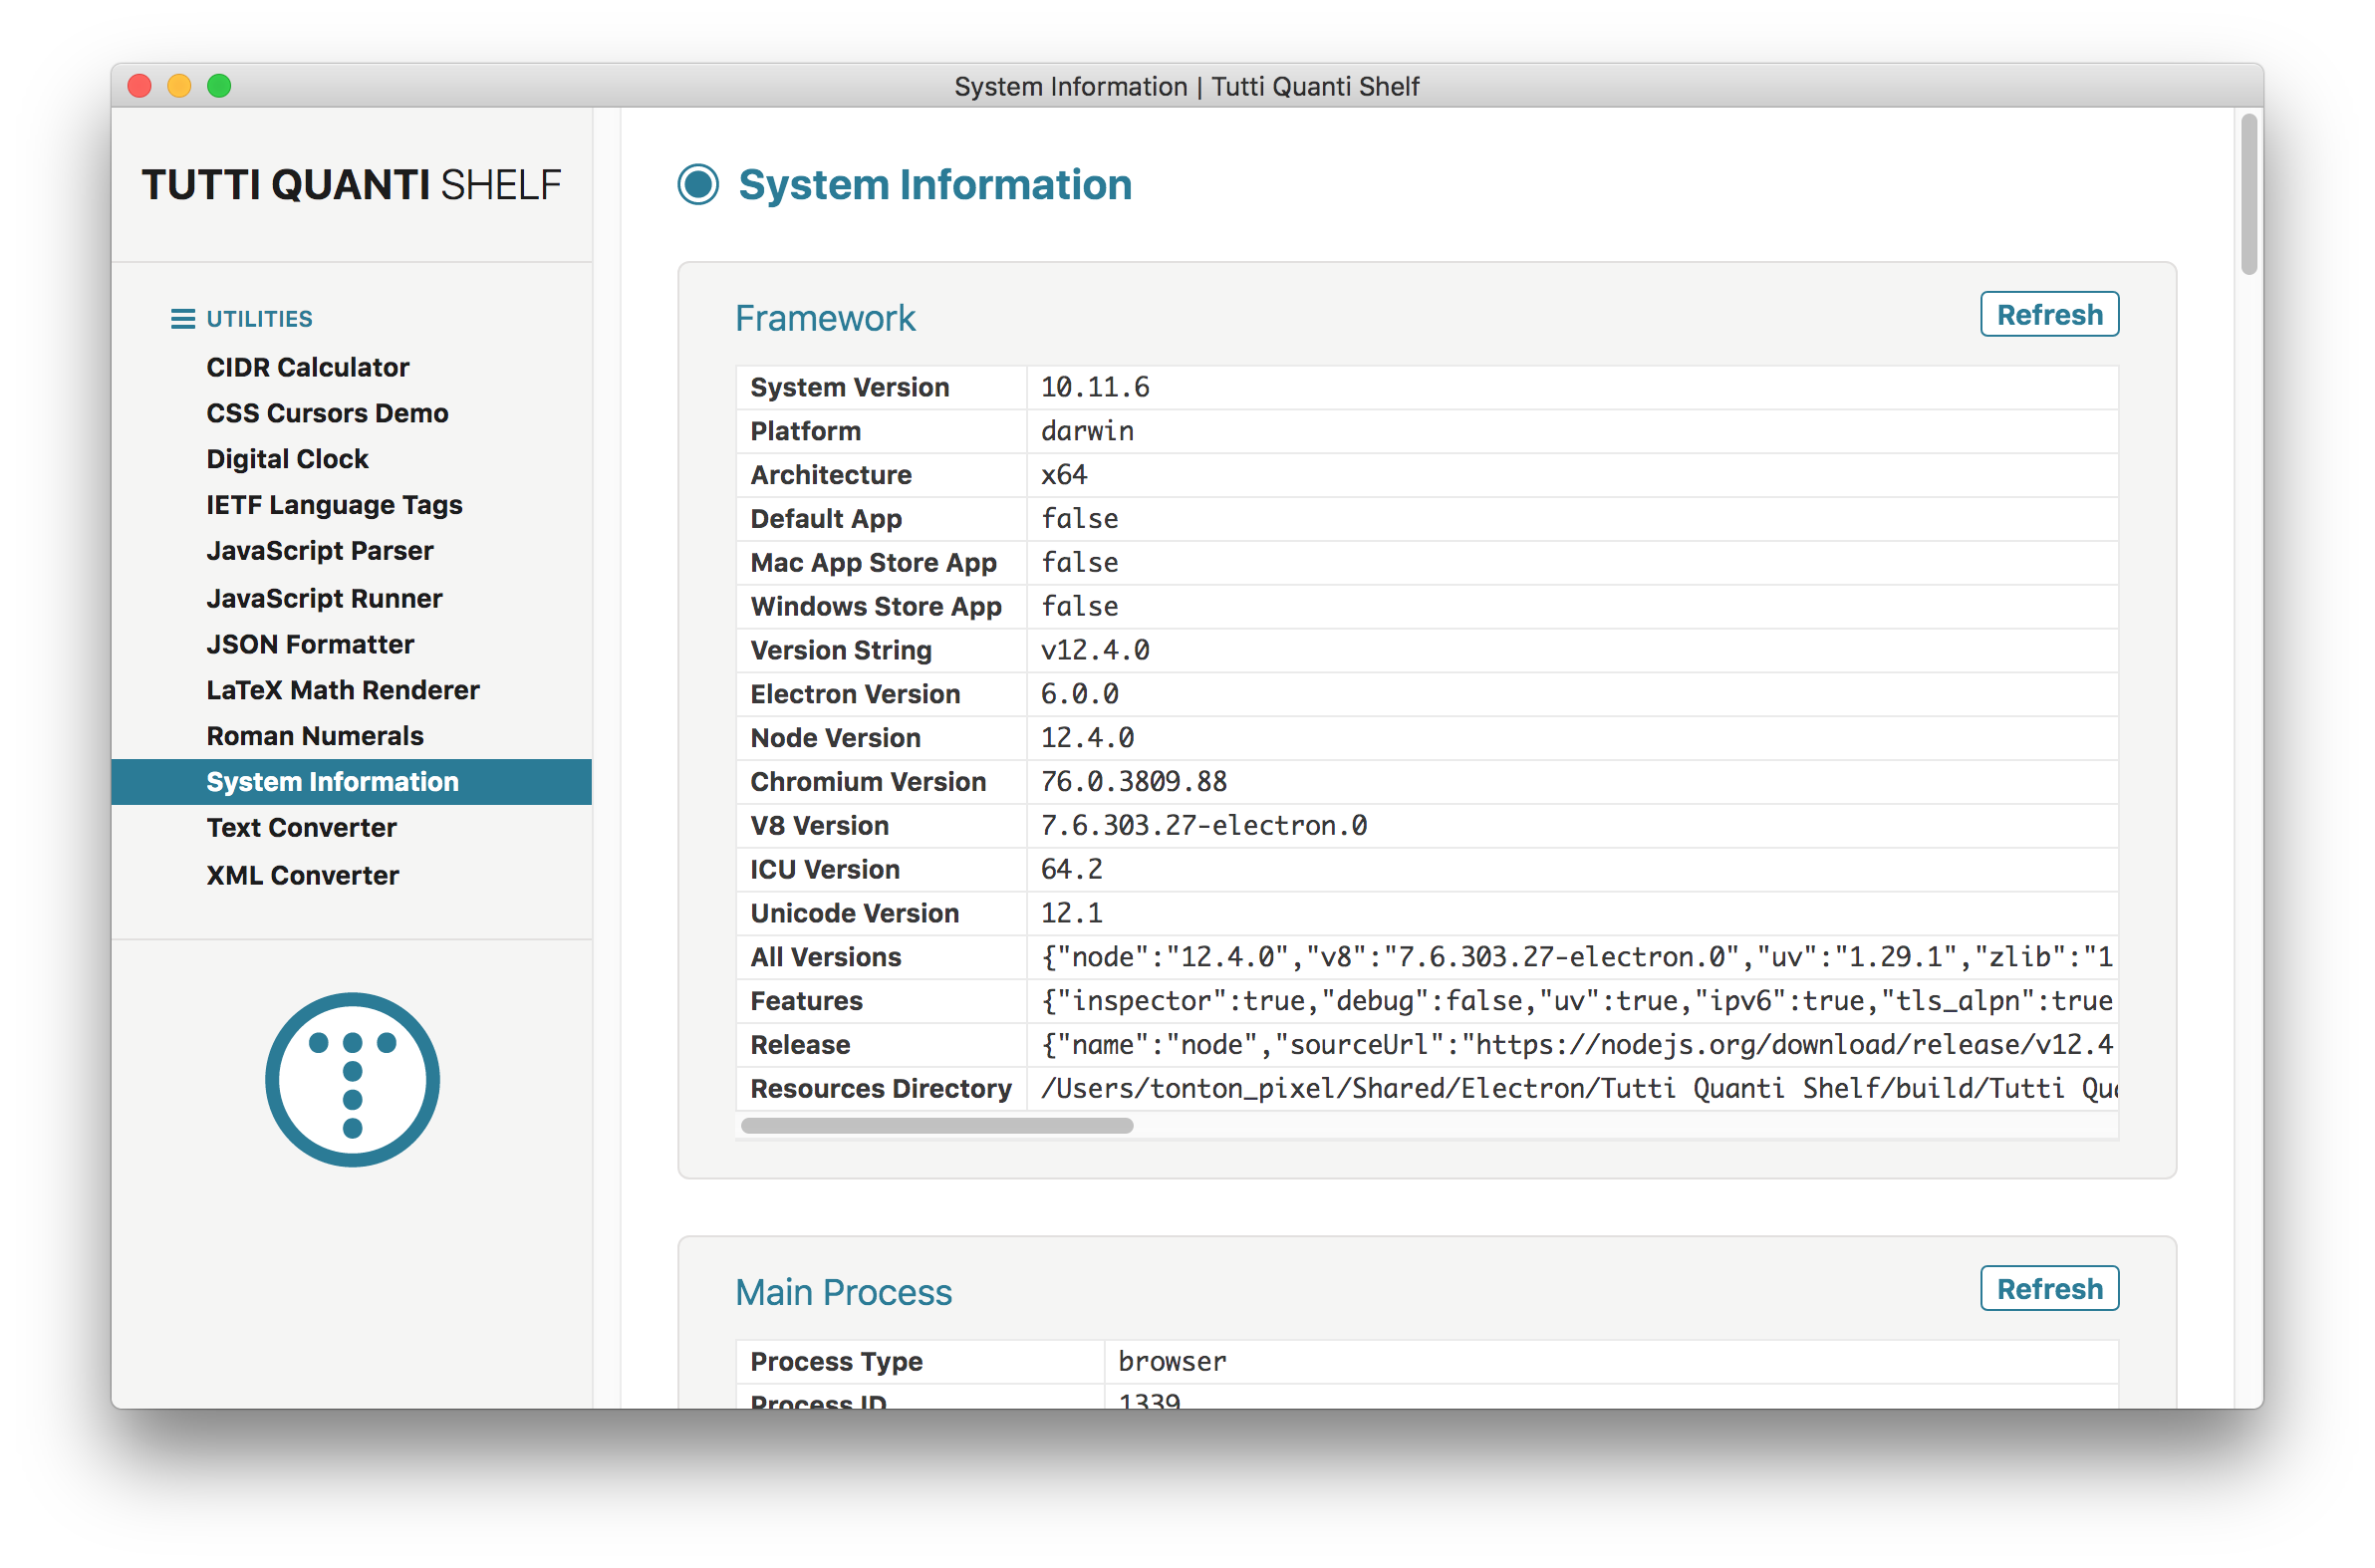 System Information | Tutti Quanti Shelf
TUTTI QUANTI SHELF
UTILITIES
CIDR Calculator
CSS Cursors Demo
Digital Clock
IETF Language Tags
JavaScript Parser
JavaScript Runner
JSON Formatter
LaTeX Math Renderer
Roman Numerals
System Information
Text Converter
XML Converter
System Information
Framework
Refresh
System Version 10.11.6
Platform darwin
Architecture x64
Default App false
Mac App Store App false
Windows Store App false
Version String v12.4.0
Electron Version 6.0.0
Node Version 12.4.0
Chromium Version 76.0.3809.88
V8 Version 7.6.303.27-electron.0
ICU Version 64.2
Unicode Version 12.1
All Versions {"node":"12.4.0","v8":"7.6.303.27-electron.0","uv":"1.29.1","zlib":"1
Features {"inspector":true,"debug":false,"uv":true,"ipv6":true,"tls_alpn":true
Release {"name":"node","sourceUrl":"https://nodejs.org/download/release/v12.4
Resources Directory /Users/tonton_pixel/Shared/Electron/Tutti Quanti Shelf/build/Tutti Qu
Main Process
Refresh
Process Type browser
Process ID 1339